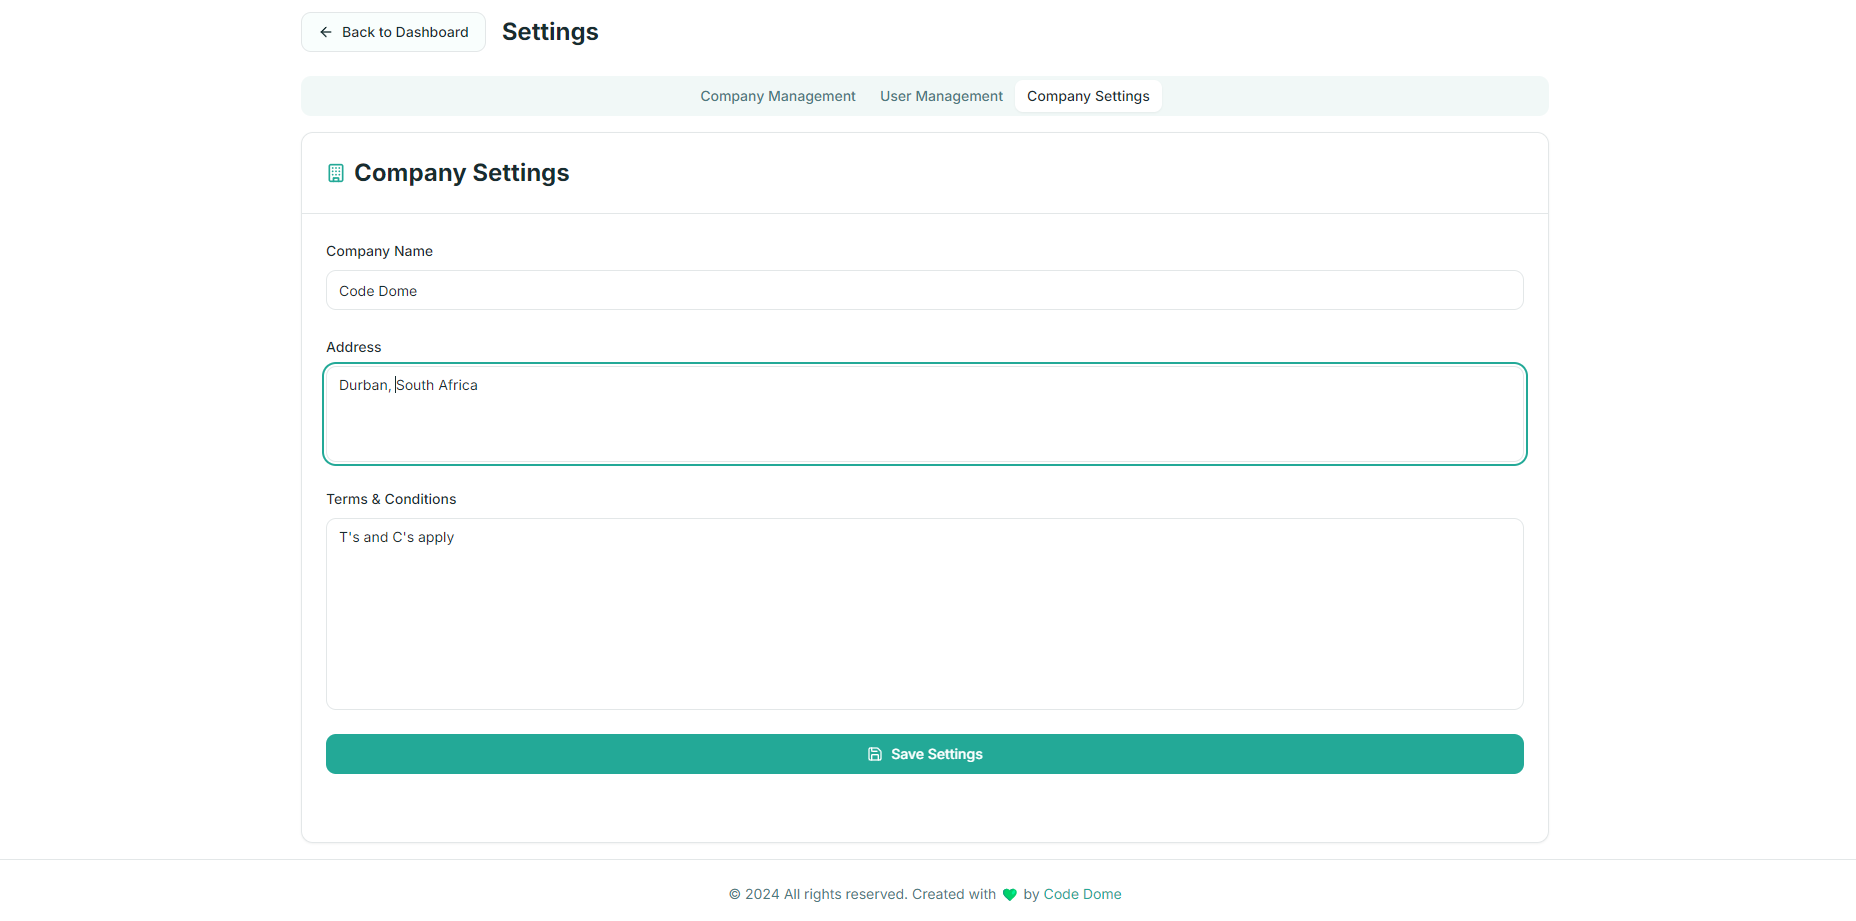 Back to Dashboard
Settings
Company Management
User Management
Company Settings
Company Settings
Company Name
Code Dome
Address
Durban, South Africa
Terms & Conditions
T's and C's apply
Save Settings
© 2024 All rights reserved. Created with 💚 by Code Dome